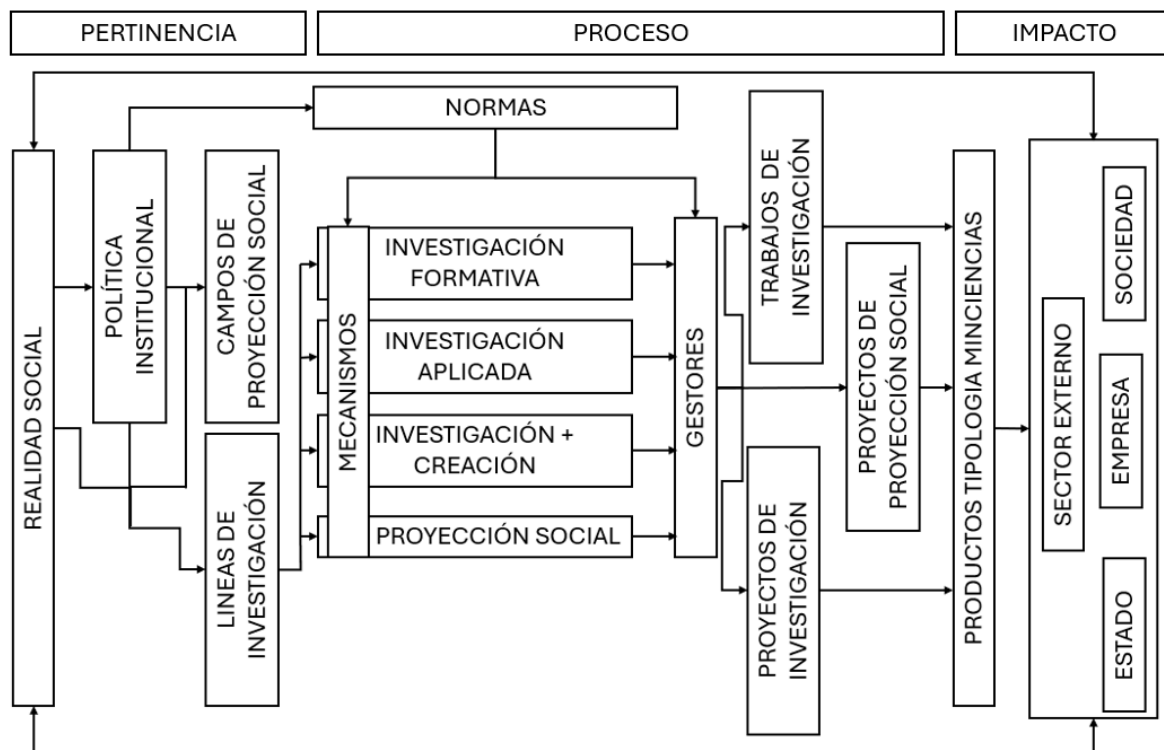 PERTINENCIA
PROCESO
IMPACTO
NORMAS
REALIDAD SOCIAL
POLÍTICA
INSTITUCIONAL
CAMPOS DE
PROYECCIÓN SOCIAL
LINEAS DE
INVESTIGACIÓN
MECANISMOS
INVESTIGACIÓN
FORMATIVA
INVESTIGACIÓN
APLICADA
INVESTIGACIÓN +
CREACIÓN
PROYECCIÓN SOCIAL
GESTORES
TRABAJOS DE
INVESTIGACIÓN
PROYECTOS DE
PROYECCIÓN SOCIAL
PROYECTOS DE
INVESTIGACIÓN
PRODUCTOS TIPOLOGIA MINCIENCIAS
SECTOR EXTERNO
SOCIEDAD
EMPRESA
ESTADO